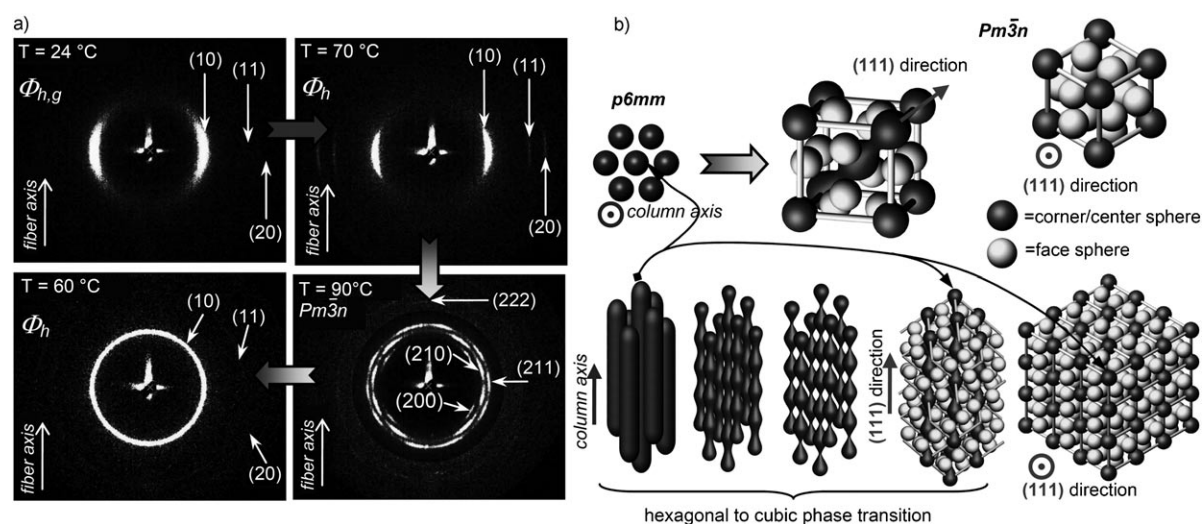 a)
T = 24 °C
Φh,g
(10)
(11)
(20)
fiber axis
T = 70 °C
Φh
(10)
(11)
(20)
fiber axis
T = 60 °C
Φh
(10)
(11)
(20)
fiber axis
T = 90°C
Pm3̄n
(222)
(210)
(211)
(200)
fiber axis
b)
p6mm
column axis
(111) direction
Pm3̄n
(111) direction
=corner/center sphere
=face sphere
column axis
(111) direction
(111) direction
hexagonal to cubic phase transition